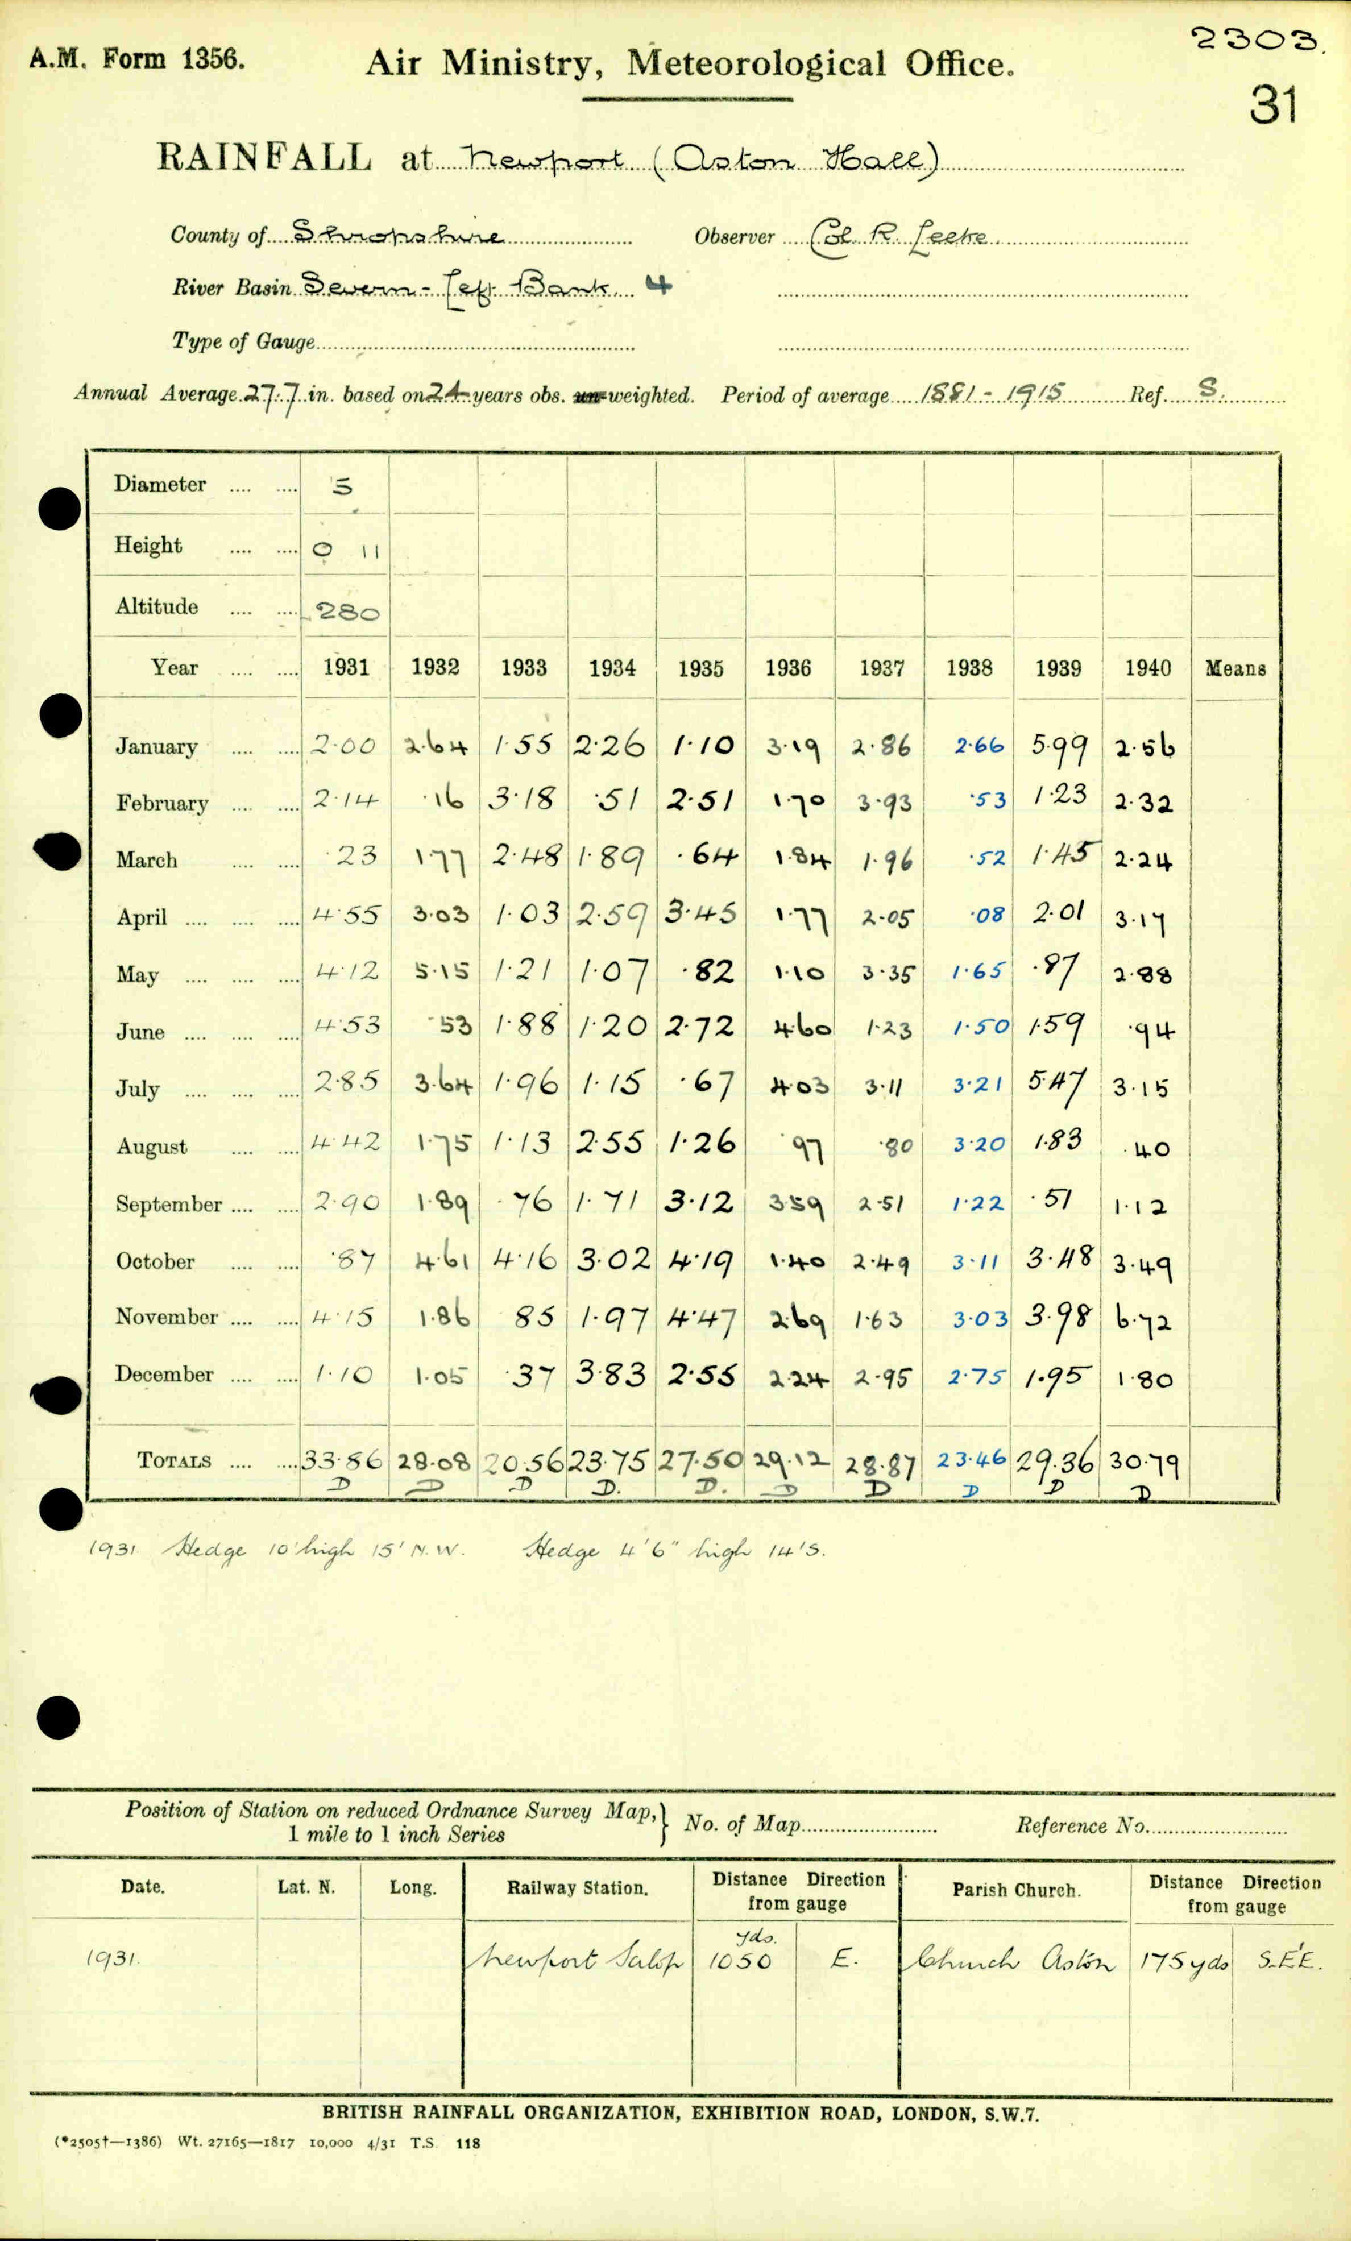 2303.
A.M. Form 1356. Air Ministry, Meteorological Office.
31
RAINFALL at Newport (Aston Hall)
County of Shropshire Observer Col. R. Leeke.
River Basin Severn - Left Bank 4
Type of Gauge
Annual Average 27.7 in. based on 24 years obs. un-weighted. Period of average 1881 - 1915 Ref. S.
Diameter 5
Height 0 11
Altitude 280
Year 1931 1932 1933 1934 1935 1936 1937 1938 1939 1940 Means
January 2.00 2.64 1.55 2.26 1.10 3.19 2.86 2.66 5.99 2.56
February 2.14 .16 3.18 .51 2.51 1.70 3.93 .53 1.23 2.32
March .23 1.77 2.48 1.89 .64 1.84 1.96 .52 1.45 2.24
April 4.55 3.03 1.03 2.59 3.45 1.77 2.05 .08 2.01 3.17
May 4.12 5.15 1.21 1.07 .82 1.10 3.35 1.65 .87 2.88
June 4.53 .53 1.88 1.20 2.72 4.60 1.23 1.50 1.59 .94
July 2.85 3.64 1.96 1.15 .67 4.03 3.11 3.21 5.47 3.15
August 4.42 1.75 1.13 2.55 1.26 .97 .80 3.20 1.83 .40
September 2.90 1.89 .76 1.71 3.12 3.59 2.51 1.22 .51 1.12
October .87 4.61 4.16 3.02 4.19 1.40 2.49 3.11 3.48 3.49
November 4.15 1.86 .85 1.97 4.47 2.69 1.63 3.03 3.98 6.72
December 1.10 1.05 .37 3.83 2.55 2.24 2.95 2.75 1.95 1.80
TOTALS 33.86 28.08 20.56 23.75 27.50 29.12 28.87 23.46 29.36 30.79
D D D D. D. D D D D D
1931 Hedge 10' high 15' N.W. Hedge 4' 6" high 14' S.
Position of Station on reduced Ordnance Survey Map, } No. of Map Reference No.
1 mile to 1 inch Series
Date. Lat. N. Long. Railway Station. Distance Direction from gauge Parish Church. Distance Direction from gauge
1931. Newport Salop 1050 yds. E. Church Aston 175 yds S.E'E.
BRITISH RAINFALL ORGANIZATION, EXHIBITION ROAD, LONDON, S.W.7.
(*2505†—1386) Wt. 27165—1817 10,000 4/31 T.S. 118